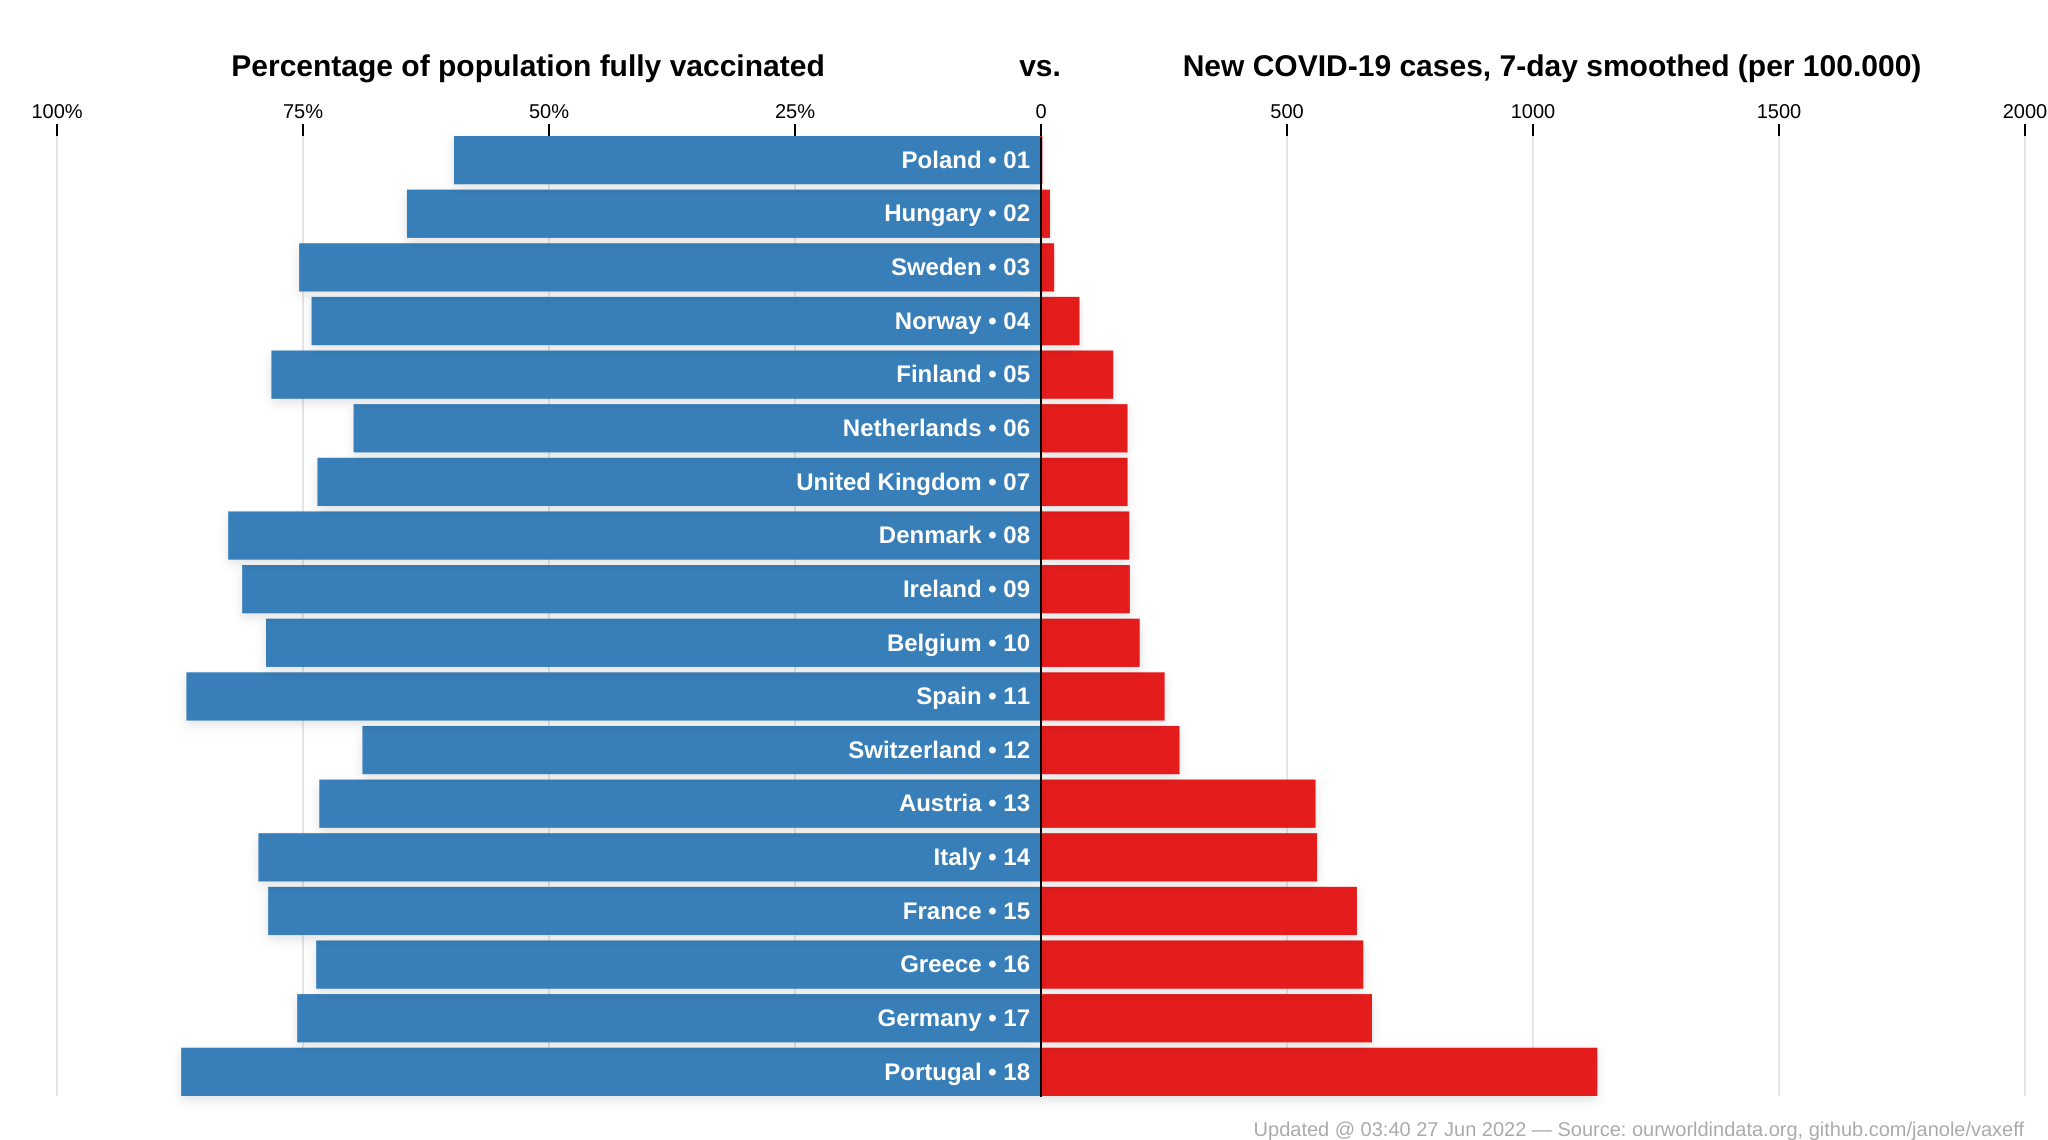 Percentage of population fully vaccinated vs. New COVID-19 cases, 7-day smoothed (per 100.000)
100% 75% 50% 25% 0 500 1000 1500 2000
Poland • 01
Hungary • 02
Sweden • 03
Norway • 04
Finland • 05
Netherlands • 06
United Kingdom • 07
Denmark • 08
Ireland • 09
Belgium • 10
Spain • 11
Switzerland • 12
Austria • 13
Italy • 14
France • 15
Greece • 16
Germany • 17
Portugal • 18
Updated @ 03:40 27 Jun 2022 — Source: ourworldindata.org, github.com/janole/vaxeff